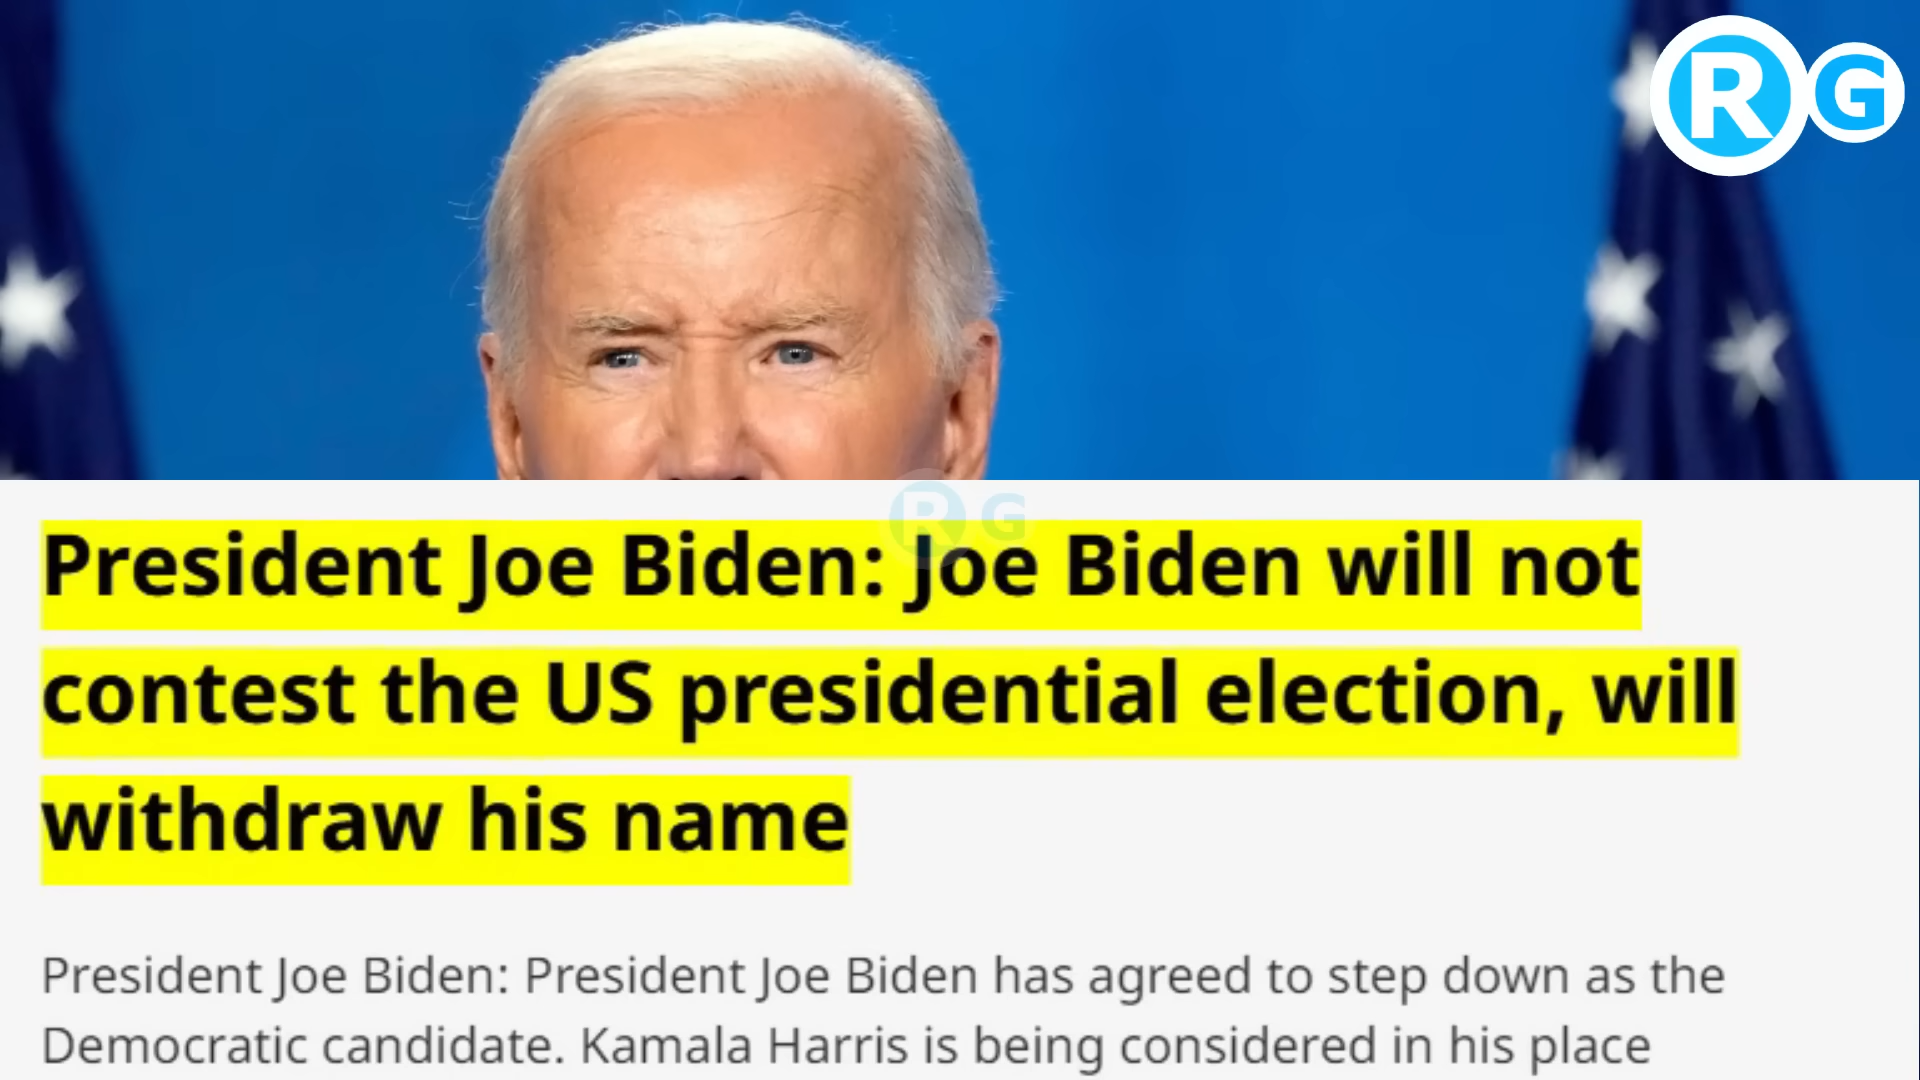 RG
RG
President Joe Biden: Joe Biden will not
contest the US presidential election, will
withdraw his name
President Joe Biden: President Joe Biden has agreed to step down as the
Democratic candidate. Kamala Harris is being considered in his place